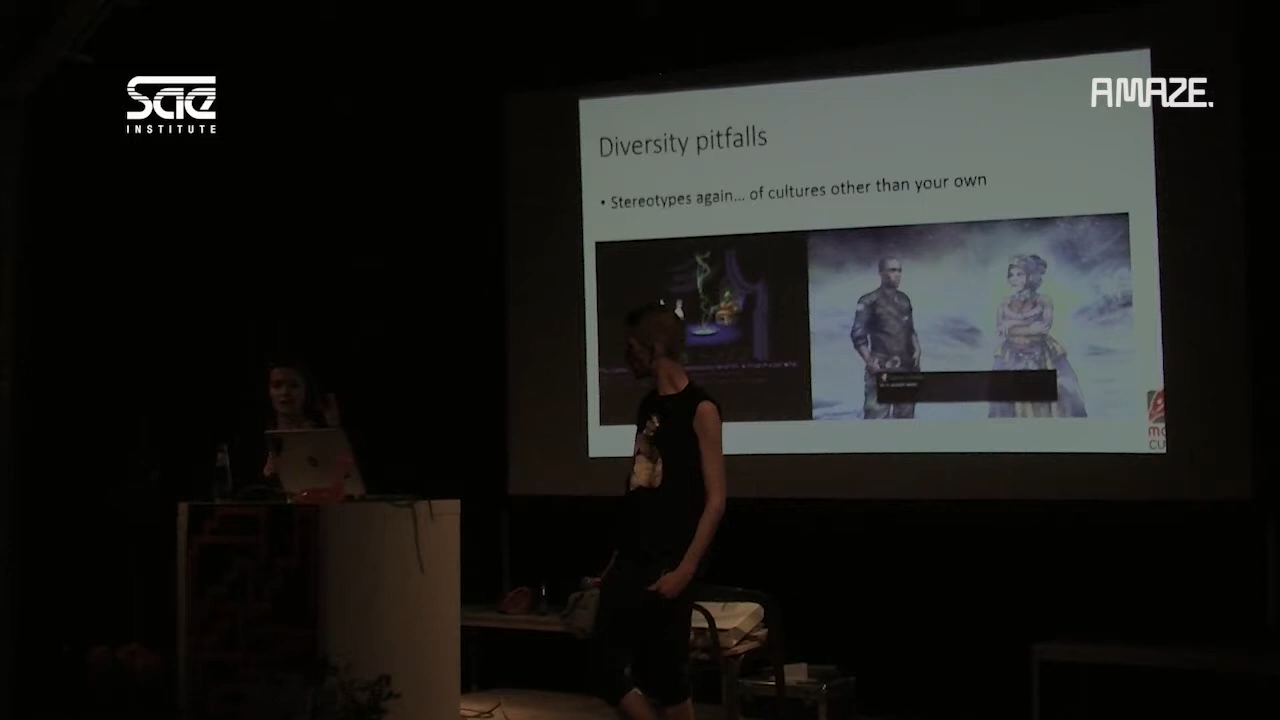 Sae
INSTITUTE
AMAZE.
Diversity pitfalls
• Stereotypes again... of cultures other than your own